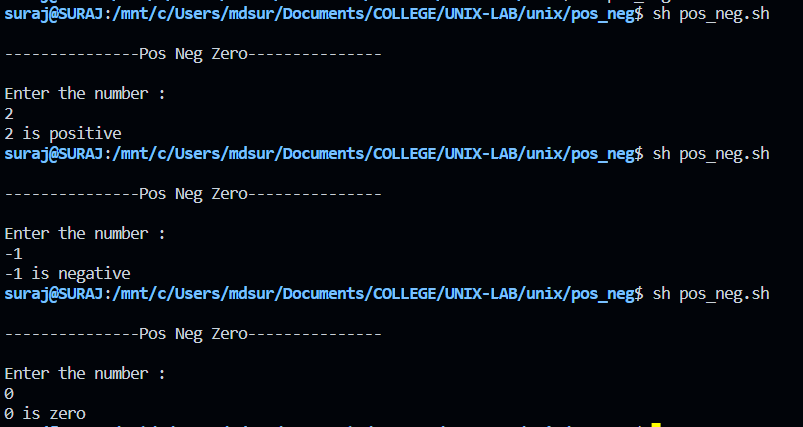 suraj@SURAJ:/mnt/c/Users/mdsur/Documents/COLLEGE/UNIX-LAB/unix/pos_neg$ sh pos_neg.sh
---------------Pos Neg Zero---------------
Enter the number :
2
2 is positive
suraj@SURAJ:/mnt/c/Users/mdsur/Documents/COLLEGE/UNIX-LAB/unix/pos_neg$ sh pos_neg.sh
---------------Pos Neg Zero---------------
Enter the number :
-1
-1 is negative
suraj@SURAJ:/mnt/c/Users/mdsur/Documents/COLLEGE/UNIX-LAB/unix/pos_neg$ sh pos_neg.sh
---------------Pos Neg Zero---------------
Enter the number :
0
0 is zero